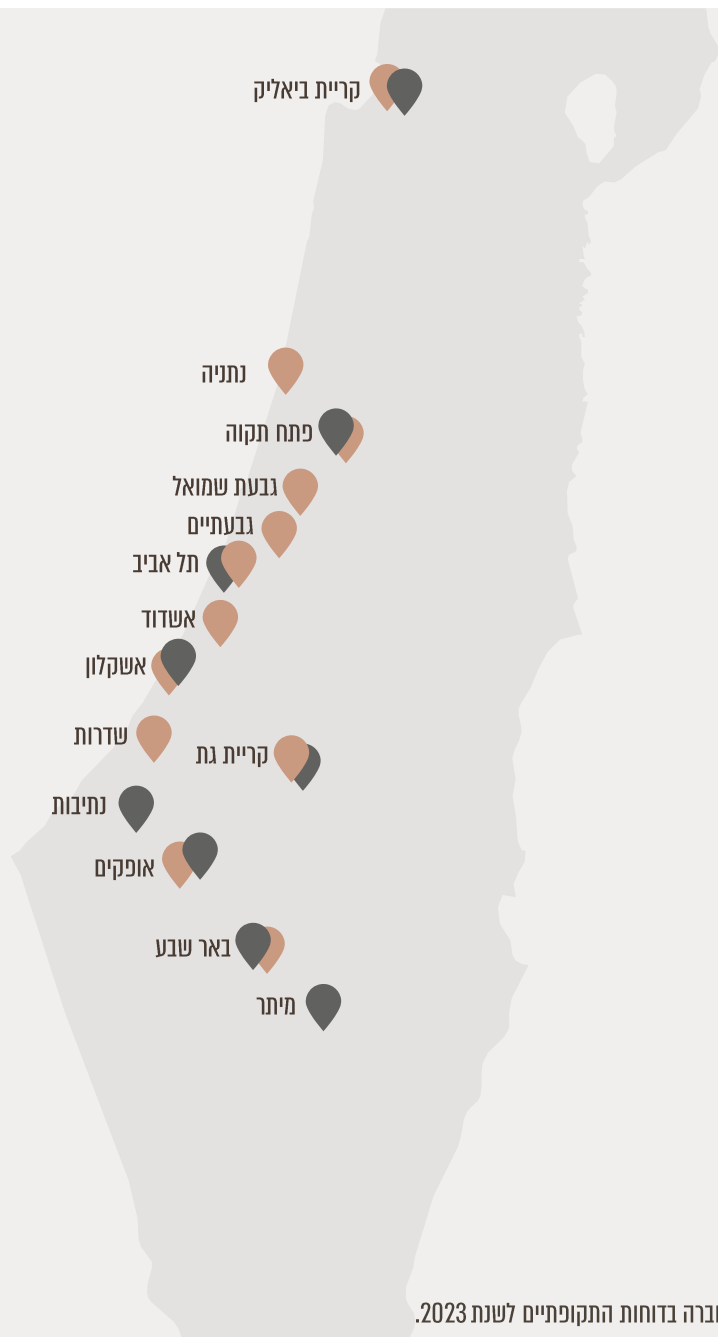 קריית ביאליק
נתניה
פתח תקוה
גבעת שמואל
גבעתיים
תל אביב
אשדוד
אשקלון
שדרות
קריית גת
נתיבות
אופקים
באר שבע
מיתר
בדוחות התקופתיים לשנת 2023.